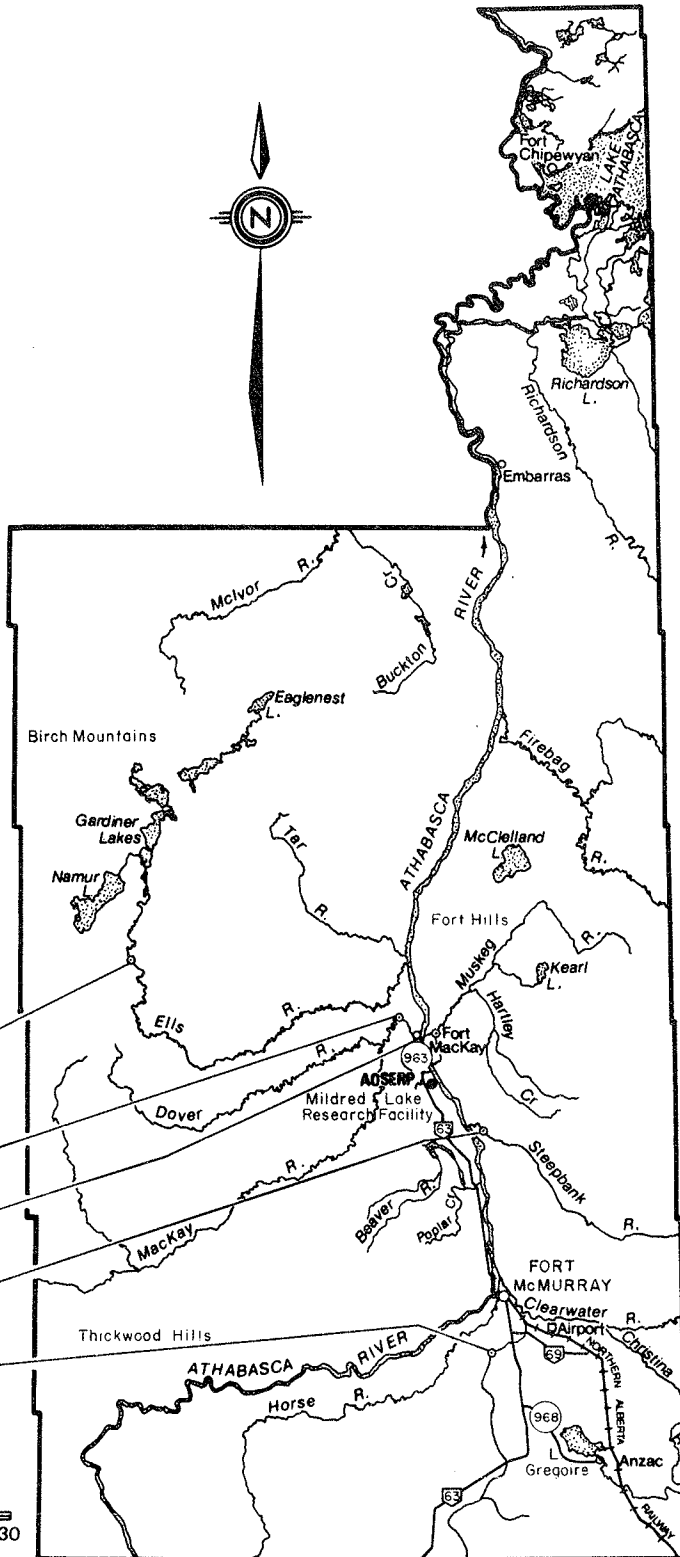 Fort
Chipewyan
LAKE
ATHABASCA
N
Richardson
L.
Richardson
R.
Embarras
RIVER
McIvor R.
Cr.
Buckton
Eaglenest
L.
Birch Mountains
Firebag
R.
Gardiner
Lakes
Tar
R.
ATHABASCA
McClelland
L.
Namur
L.
Fort Hills
Muskeg R.
Kearl
L.
Hartley
Cr
Ells R.
Fort
MacKay
963
Dover R.
AOSERP
Mildred Lake
Research Facility
63
MacKay R.
Beaver R.
Poplar Cr
Steepbank
R.
FORT
McMURRAY
Clearwater R.
Airport
Christina
69
NORTHERN ALBERTA RAILWAY
Thickwood Hills
ATHABASCA RIVER
Horse R.
968
L.
Gregoire
Anzac
63
30